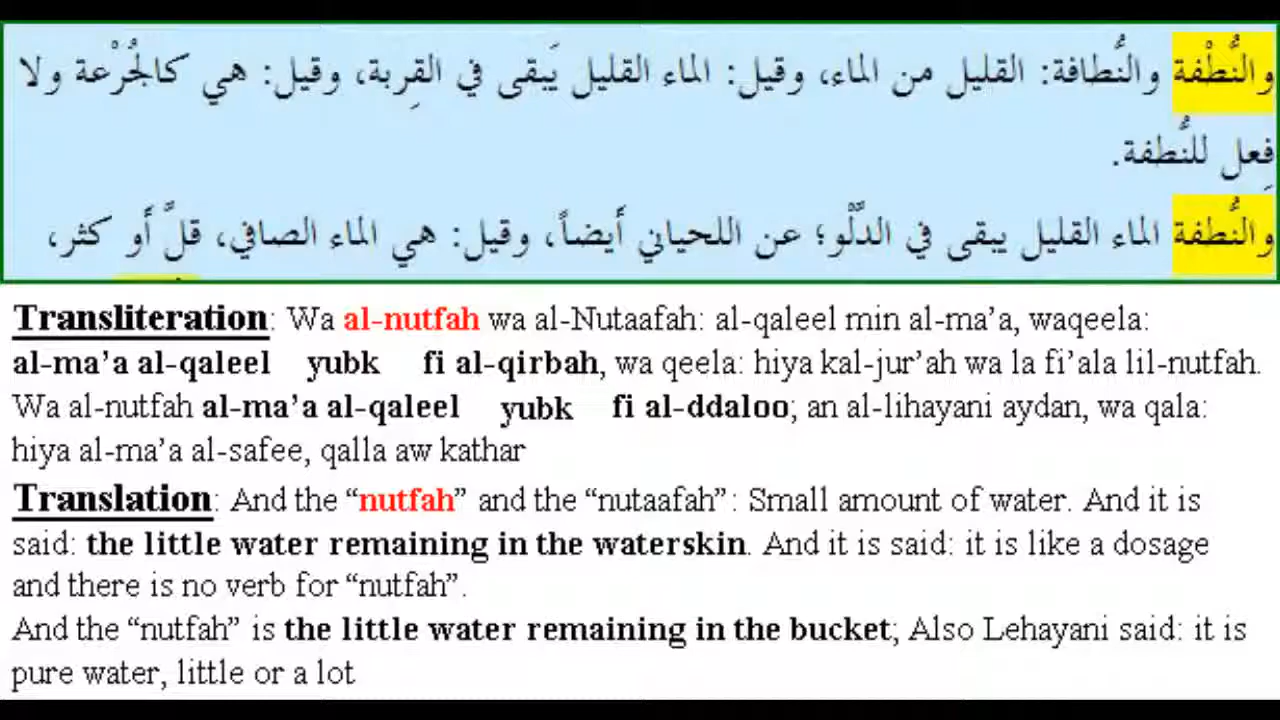 والنُّطْفة والنُّطافة: القليل من الماء، وقيل: الماء القليل يَبقى في القِربة، وقيل: هي كالجُرْعة ولا
فِعل للنُّطفة.
والنُّطفة الماء القليل يبقى في الدَّلْو؛ عن اللحياني أَيضاً، وقيل: هي الماء الصافي، قلَّ أَو كثر،
Transliteration: Wa al-nutfah wa al-Nutaafah: al-qaleel min al-ma’a, waqeela:
al-ma’a al-qaleel yubk fi al-qirbah, wa qeela: hiya kal-jur’ah wa la fi’ala lil-nutfah.
Wa al-nutfah al-ma’a al-qaleel yubk fi al-ddaloo; an al-lihayani aydan, wa qala:
hiya al-ma’a al-safee, qalla aw kathar
Translation: And the “nutfah” and the “nutaafah”: Small amount of water. And it is
said: the little water remaining in the waterskin. And it is said: it is like a dosage
and there is no verb for “nutfah”.
And the “nutfah” is the little water remaining in the bucket; Also Lehayani said: it is
pure water, little or a lot